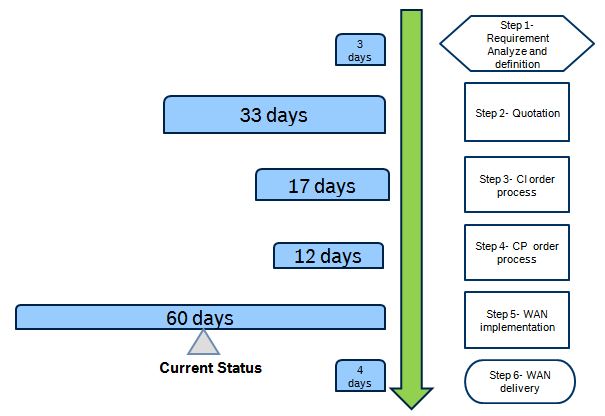 3
days
Step 1-
Requirement
Analyze and
definition
33 days
Step 2- Quotation
17 days
Step 3- CI order
process
12 days
Step 4- CP order
process
60 days
Step 5- WAN
implementation
Current Status
4
days
Step 6- WAN
delivery